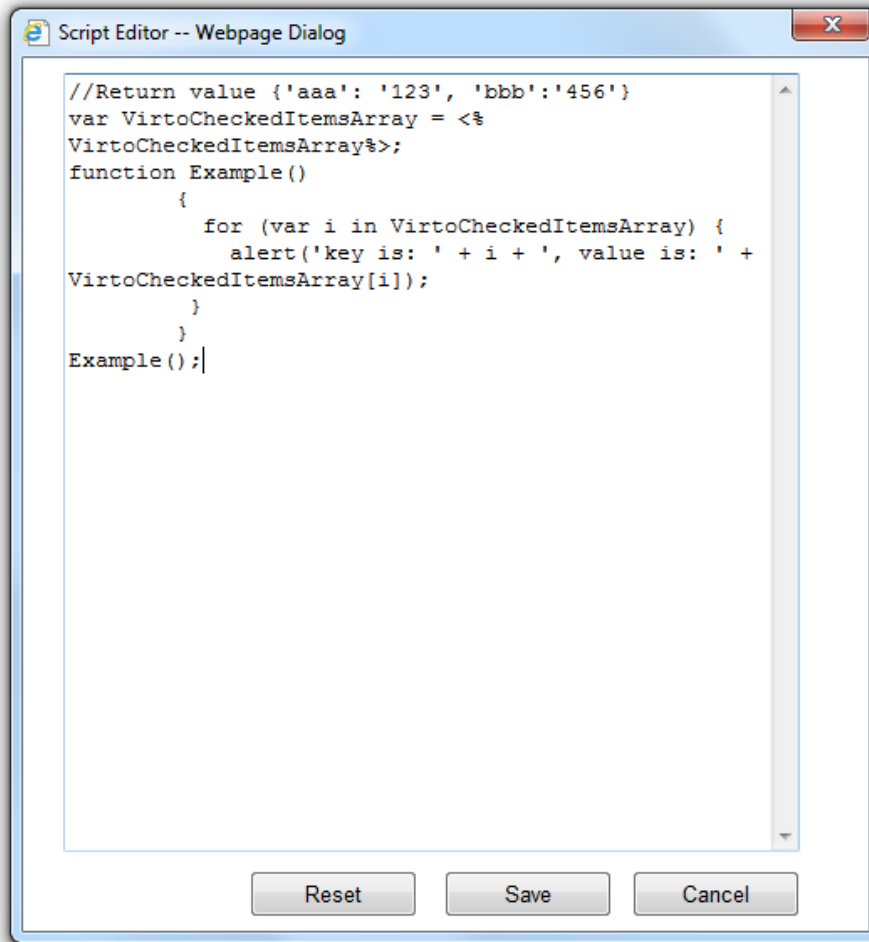 Script Editor -- Webpage Dialog
//Return value {'aaa': '123', 'bbb':'456'}
var VirtoCheckedItemsArray = <%
VirtoCheckedItemsArray%>;
function Example()
        {
          for (var i in VirtoCheckedItemsArray) {
            alert('key is: ' + i + ', value is: ' +
VirtoCheckedItemsArray[i]);
         }
        }
Example();
Reset
Save
Cancel